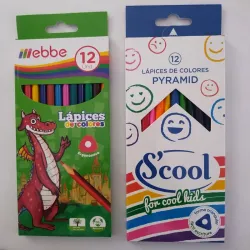 ebbe
12
Lápices
de colores
12
LÁPICES DE COLORES
PYRAMID
S'cool
for cool kids